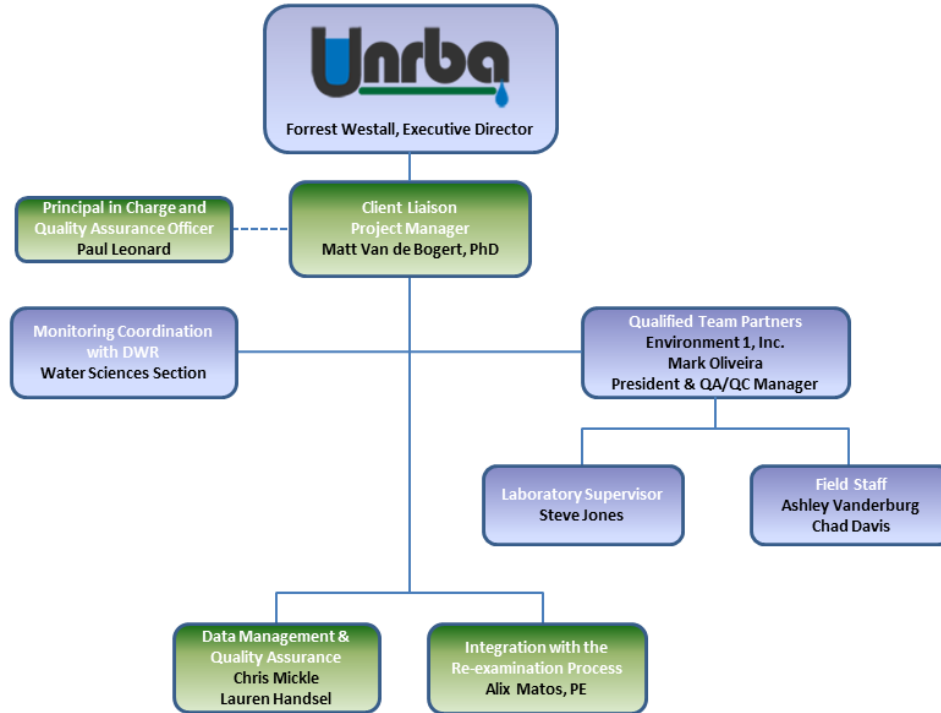 Unrba
Forrest Westall, Executive Director
Principal in Charge and
Quality Assurance Officer
Paul Leonard
Client Liaison
Project Manager
Matt Van de Bogert, PhD
Monitoring Coordination
with DWR
Water Sciences Section
Qualified Team Partners
Environment 1, Inc.
Mark Oliveira
President & QA/QC Manager
Laboratory Supervisor
Steve Jones
Field Staff
Ashley Vanderburg
Chad Davis
Data Management &
Quality Assurance
Chris Mickle
Lauren Handsel
Integration with the
Re-examination Process
Alix Matos, PE